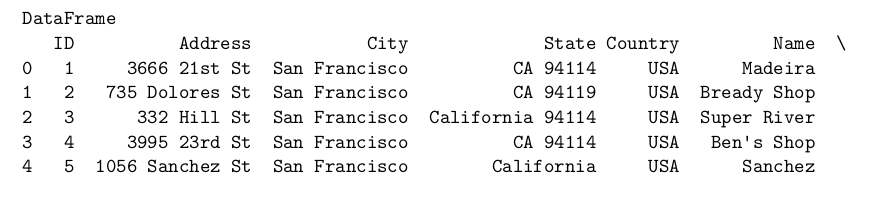 DataFrame
ID Address City State Country Name \
0 1 3666 21st St San Francisco CA 94114 USA Madeira
1 2 735 Dolores St San Francisco CA 94119 USA Bready Shop
2 3 332 Hill St San Francisco California 94114 USA Super River
3 4 3995 23rd St San Francisco CA 94114 USA Ben's Shop
4 5 1056 Sanchez St San Francisco California USA Sanchez